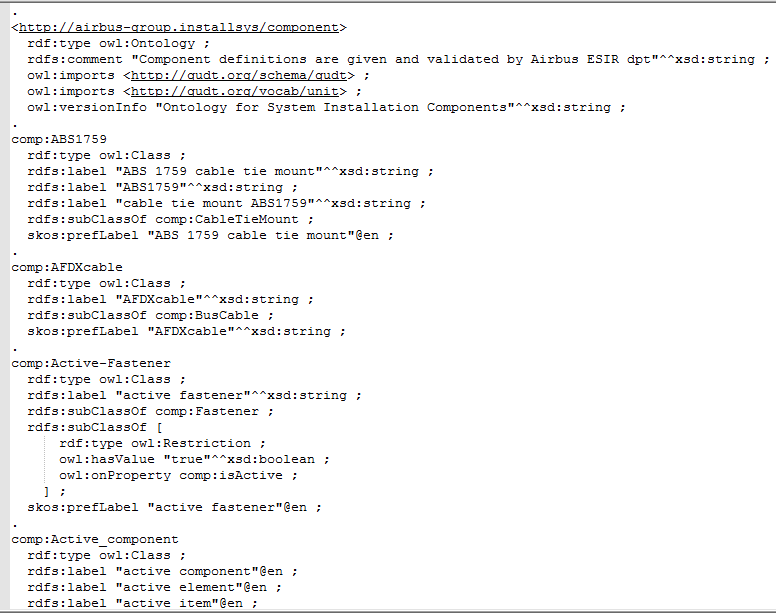 .
<http://airbus-group.installsys/component>
rdf:type owl:Ontology ;
rdfs:comment "Component definitions are given and validated by Airbus ESIR dpt"^^xsd:string ;
owl:imports <http://qudt.org/schema/qudt> ;
owl:imports <http://qudt.org/vocab/unit> ;
owl:versionInfo "Ontology for System Installation Components"^^xsd:string ;
.
comp:ABS1759
rdf:type owl:Class ;
rdfs:label "ABS 1759 cable tie mount"^^xsd:string ;
rdfs:label "ABS1759"^^xsd:string ;
rdfs:label "cable tie mount ABS1759"^^xsd:string ;
rdfs:subClassOf comp:CableTieMount ;
skos:prefLabel "ABS 1759 cable tie mount"@en ;
.
comp:AFDXcable
rdf:type owl:Class ;
rdfs:label "AFDXcable"^^xsd:string ;
rdfs:subClassOf comp:BusCable ;
skos:prefLabel "AFDXcable"^^xsd:string ;
.
comp:Active-Fastener
rdf:type owl:Class ;
rdfs:label "active fastener"^^xsd:string ;
rdfs:subClassOf comp:Fastener ;
rdfs:subClassOf [
rdf:type owl:Restriction ;
owl:hasValue "true"^^xsd:boolean ;
owl:onProperty comp:isActive ;
] ;
skos:prefLabel "active fastener"@en ;
.
comp:Active_component
rdf:type owl:Class ;
rdfs:label "active component"@en ;
rdfs:label "active element"@en ;
rdfs:label "active item"@en ;